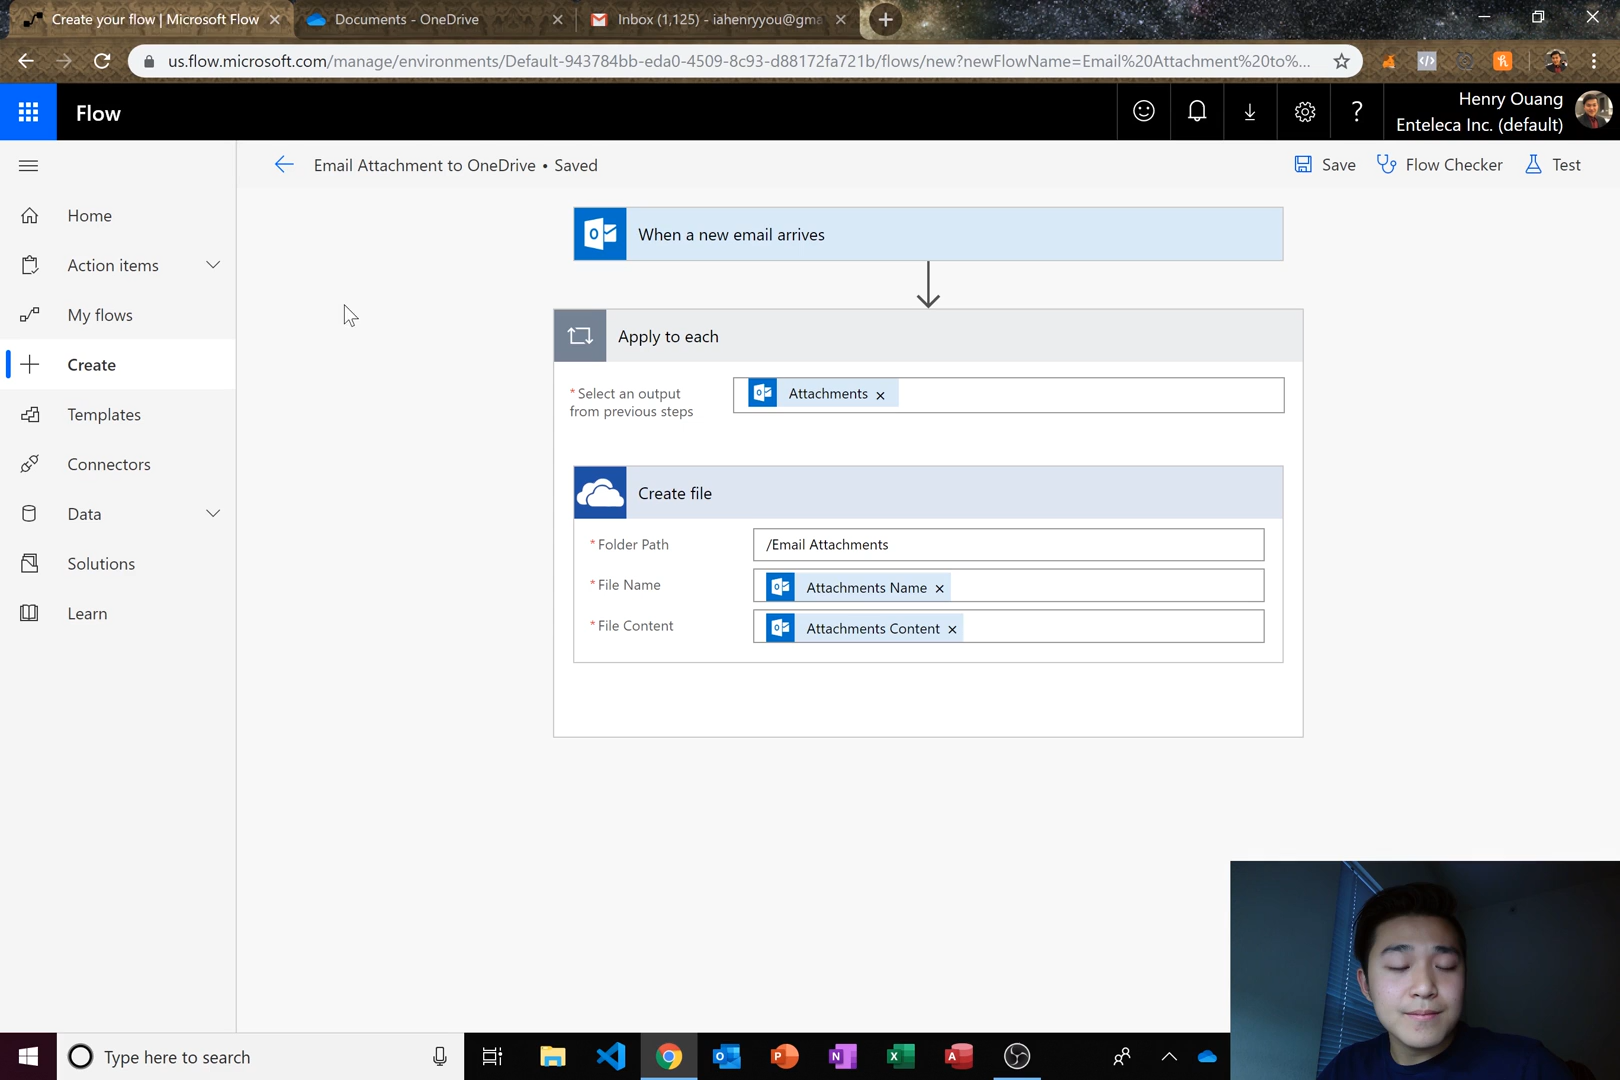 Create your flow | Microsoft Flow
Documents - OneDrive
Inbox (1,125) - iahenryyou@gma
us.flow.microsoft.com/manage/environments/Default-943784bb-eda0-4509-8c93-d88172fa721b/flows/new?newFlowName=Email%20Attachment%20to%...
Flow
Henry Ouang
Enteleca Inc. (default)
Email Attachment to OneDrive • Saved
Save
Flow Checker
Test
Home
Action items
My flows
Create
Templates
Connectors
Data
Solutions
Learn
When a new email arrives
Apply to each
*Select an output
from previous steps
Attachments ×
Create file
*Folder Path
/Email Attachments
*File Name
Attachments Name ×
*File Content
Attachments Content ×
Type here to search